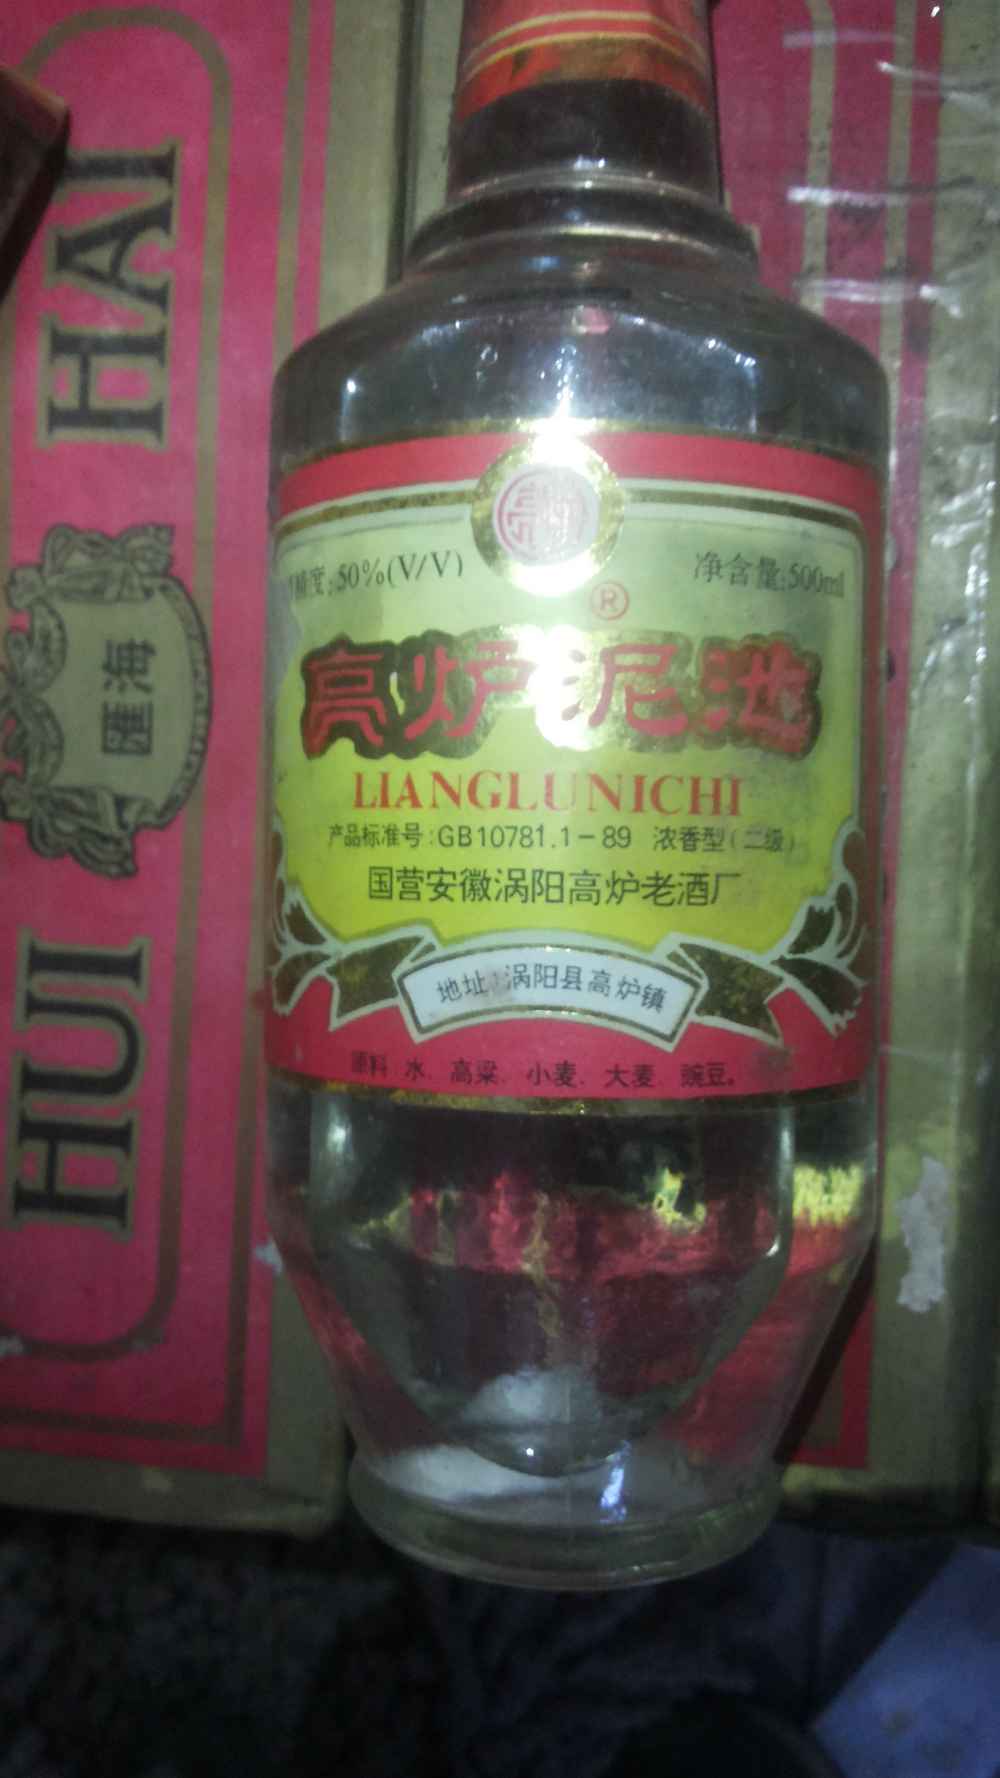 HUI HAI
匯海
精度:50%(V/V)
净含量:500ml
®
高炉泥池
LIANGLUNICHI
产品标准号:GB10781.1-89 浓香型(二级)
国营安徽涡阳高炉老酒厂
地址:涡阳县高炉镇
原料:水、高粱、小麦、大麦、豌豆。